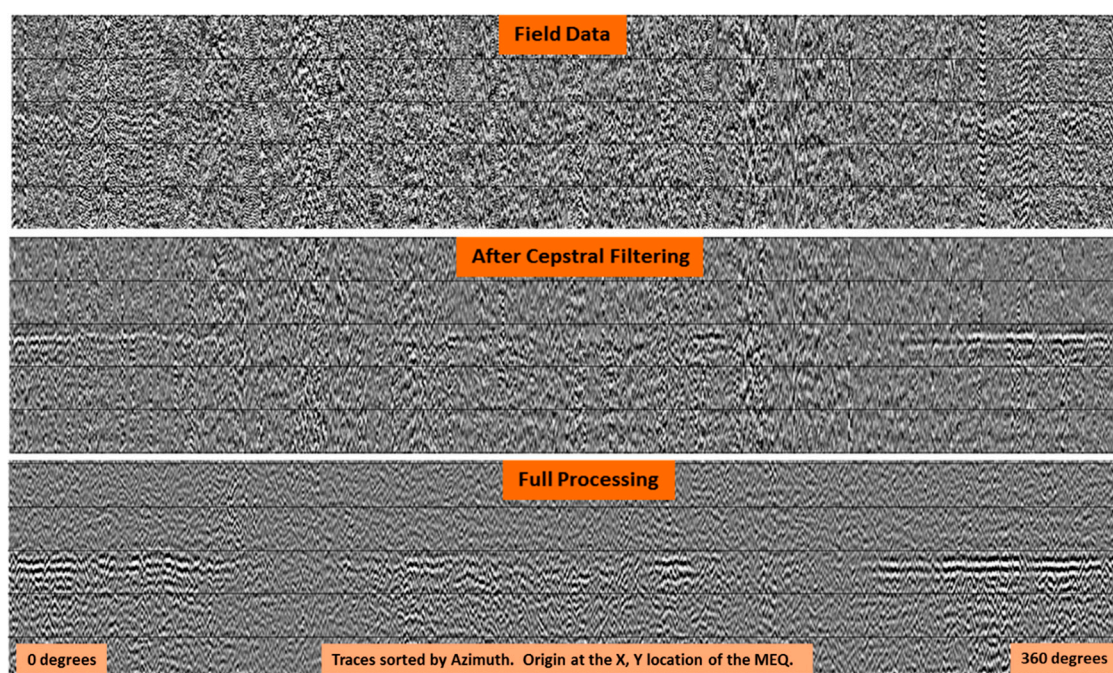 Field Data
After Cepstral Filtering
Full Processing
0 degrees
Traces sorted by Azimuth.  Origin at the X, Y location of the MEQ.
360 degrees